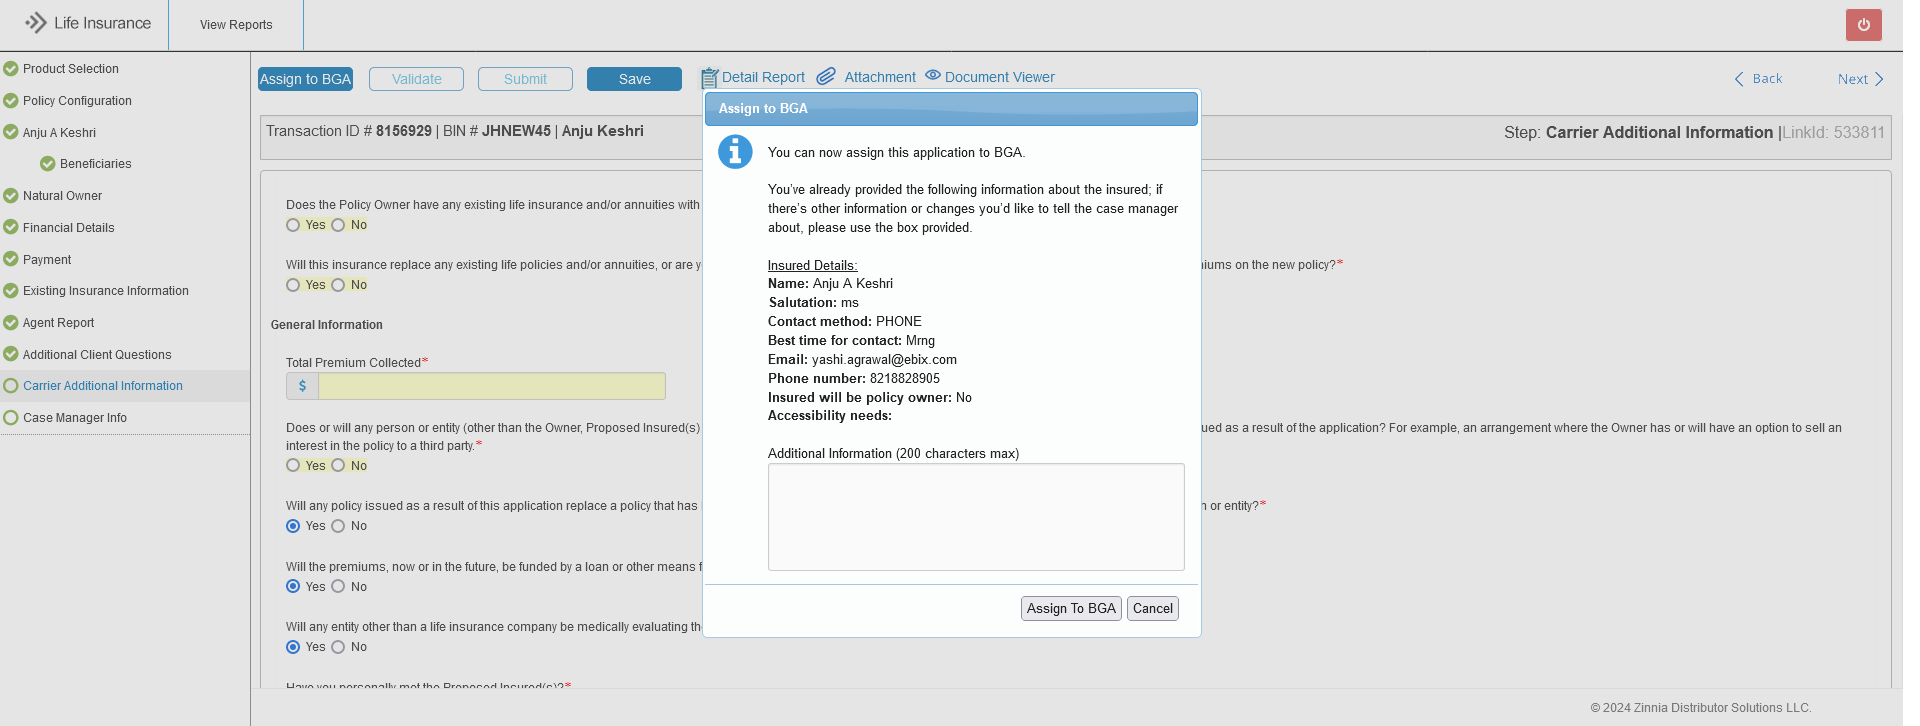 Life Insurance
View Reports
Product Selection
Policy Configuration
Anju A Keshri
Beneficiaries
Natural Owner
Financial Details
Payment
Existing Insurance Information
Agent Report
Additional Client Questions
Carrier Additional Information
Case Manager Info
Assign to BGA
Validate
Submit
Save
Detail Report
Attachment
Document Viewer
Back
Next
Transaction ID # 8156929 | BIN # JHNEW45 | Anju Keshri
Step: Carrier Additional Information |LinkId: 533811
Does the Policy Owner have any existing life insurance and/or annuities with
Yes No
Will this insurance replace any existing life policies and/or annuities, or are y
iums on the new policy?*
Yes No
General Information
Total Premium Collected*
$
Does or will any person or entity (other than the Owner, Proposed Insured(s)
ued as a result of the application? For example, an arrangement where the Owner has or will have an option to sell an
interest in the policy to a third party.*
Yes No
Will any policy issued as a result of this application replace a policy that has
n or entity?*
Yes No
Will the premiums, now or in the future, be funded by a loan or other means f
Yes No
Will any entity other than a life insurance company be medically evaluating th
Yes No
Have you personally met the Proposed Insured(s)?*
Assign to BGA
You can now assign this application to BGA.
You've already provided the following information about the insured; if
there's other information or changes you'd like to tell the case manager
about, please use the box provided.
Insured Details:
Name: Anju A Keshri
Salutation: ms
Contact method: PHONE
Best time for contact: Mrng
Email: yashi.agrawal@ebix.com
Phone number: 8218828905
Insured will be policy owner: No
Accessibility needs:
Additional Information (200 characters max)
Assign To BGA
Cancel
© 2024 Zinnia Distributor Solutions LLC.